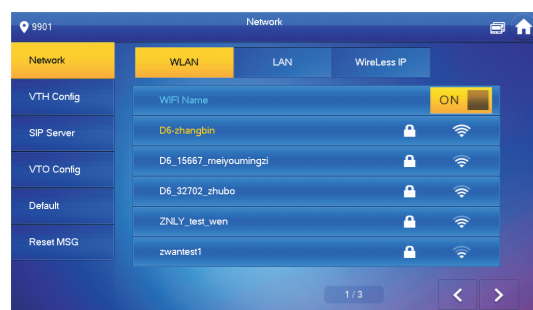 9901
Network
Network
VTH Config
SIP Server
VTO Config
Default
Reset MSG
WLAN LAN WireLess IP
WIFI Name ON
D6-zhangbin
D6_15667_meiyoumingzi
D6_32702_zhubo
ZNLY_test_wen
zwantest1
1 / 3